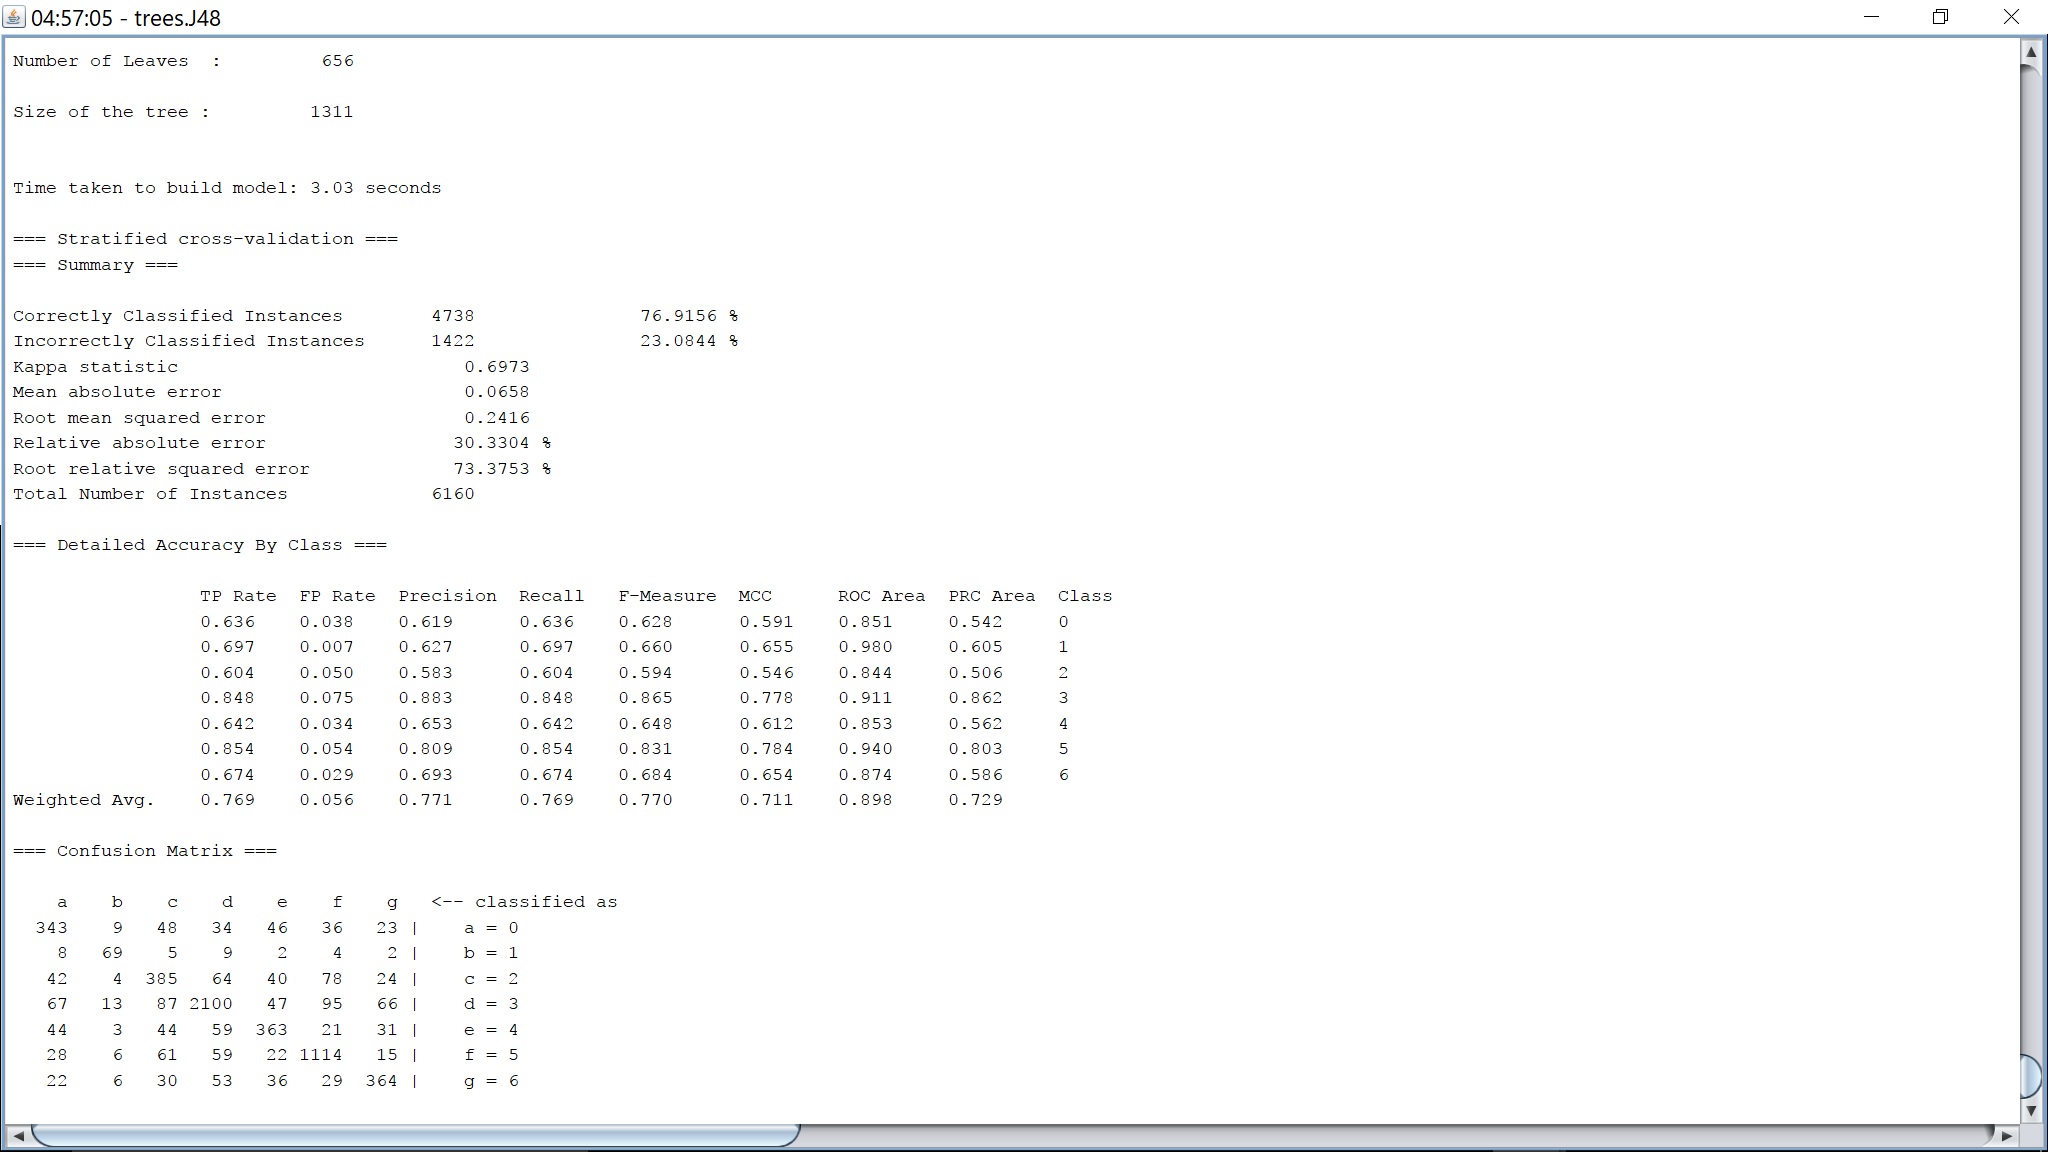 04:57:05 - trees.J48
Number of Leaves  :         656
Size of the tree :         1311
Time taken to build model: 3.03 seconds
=== Stratified cross-validation ===
=== Summary ===
Correctly Classified Instances        4738               76.9156 %
Incorrectly Classified Instances      1422               23.0844 %
Kappa statistic                          0.6973
Mean absolute error                      0.0658
Root mean squared error                  0.2416
Relative absolute error                 30.3304 %
Root relative squared error             73.3753 %
Total Number of Instances             6160
=== Detailed Accuracy By Class ===
TP Rate  FP Rate  Precision  Recall   F-Measure  MCC      ROC Area  PRC Area  Class
0.636    0.038    0.619      0.636    0.628      0.591    0.851     0.542     0
0.697    0.007    0.627      0.697    0.660      0.655    0.980     0.605     1
0.604    0.050    0.583      0.604    0.594      0.546    0.844     0.506     2
0.848    0.075    0.883      0.848    0.865      0.778    0.911     0.862     3
0.642    0.034    0.653      0.642    0.648      0.612    0.853     0.562     4
0.854    0.054    0.809      0.854    0.831      0.784    0.940     0.803     5
0.674    0.029    0.693      0.674    0.684      0.654    0.874     0.586     6
Weighted Avg.    0.769    0.056    0.771      0.769    0.770      0.711    0.898     0.729
=== Confusion Matrix ===
a    b    c    d    e    f    g   <-- classified as
343    9   48   34   46   36   23 |    a = 0
8   69    5    9    2    4    2 |    b = 1
42    4  385   64   40   78   24 |    c = 2
67   13   87 2100   47   95   66 |    d = 3
44    3   44   59  363   21   31 |    e = 4
28    6   61   59   22 1114   15 |    f = 5
22    6   30   53   36   29  364 |    g = 6